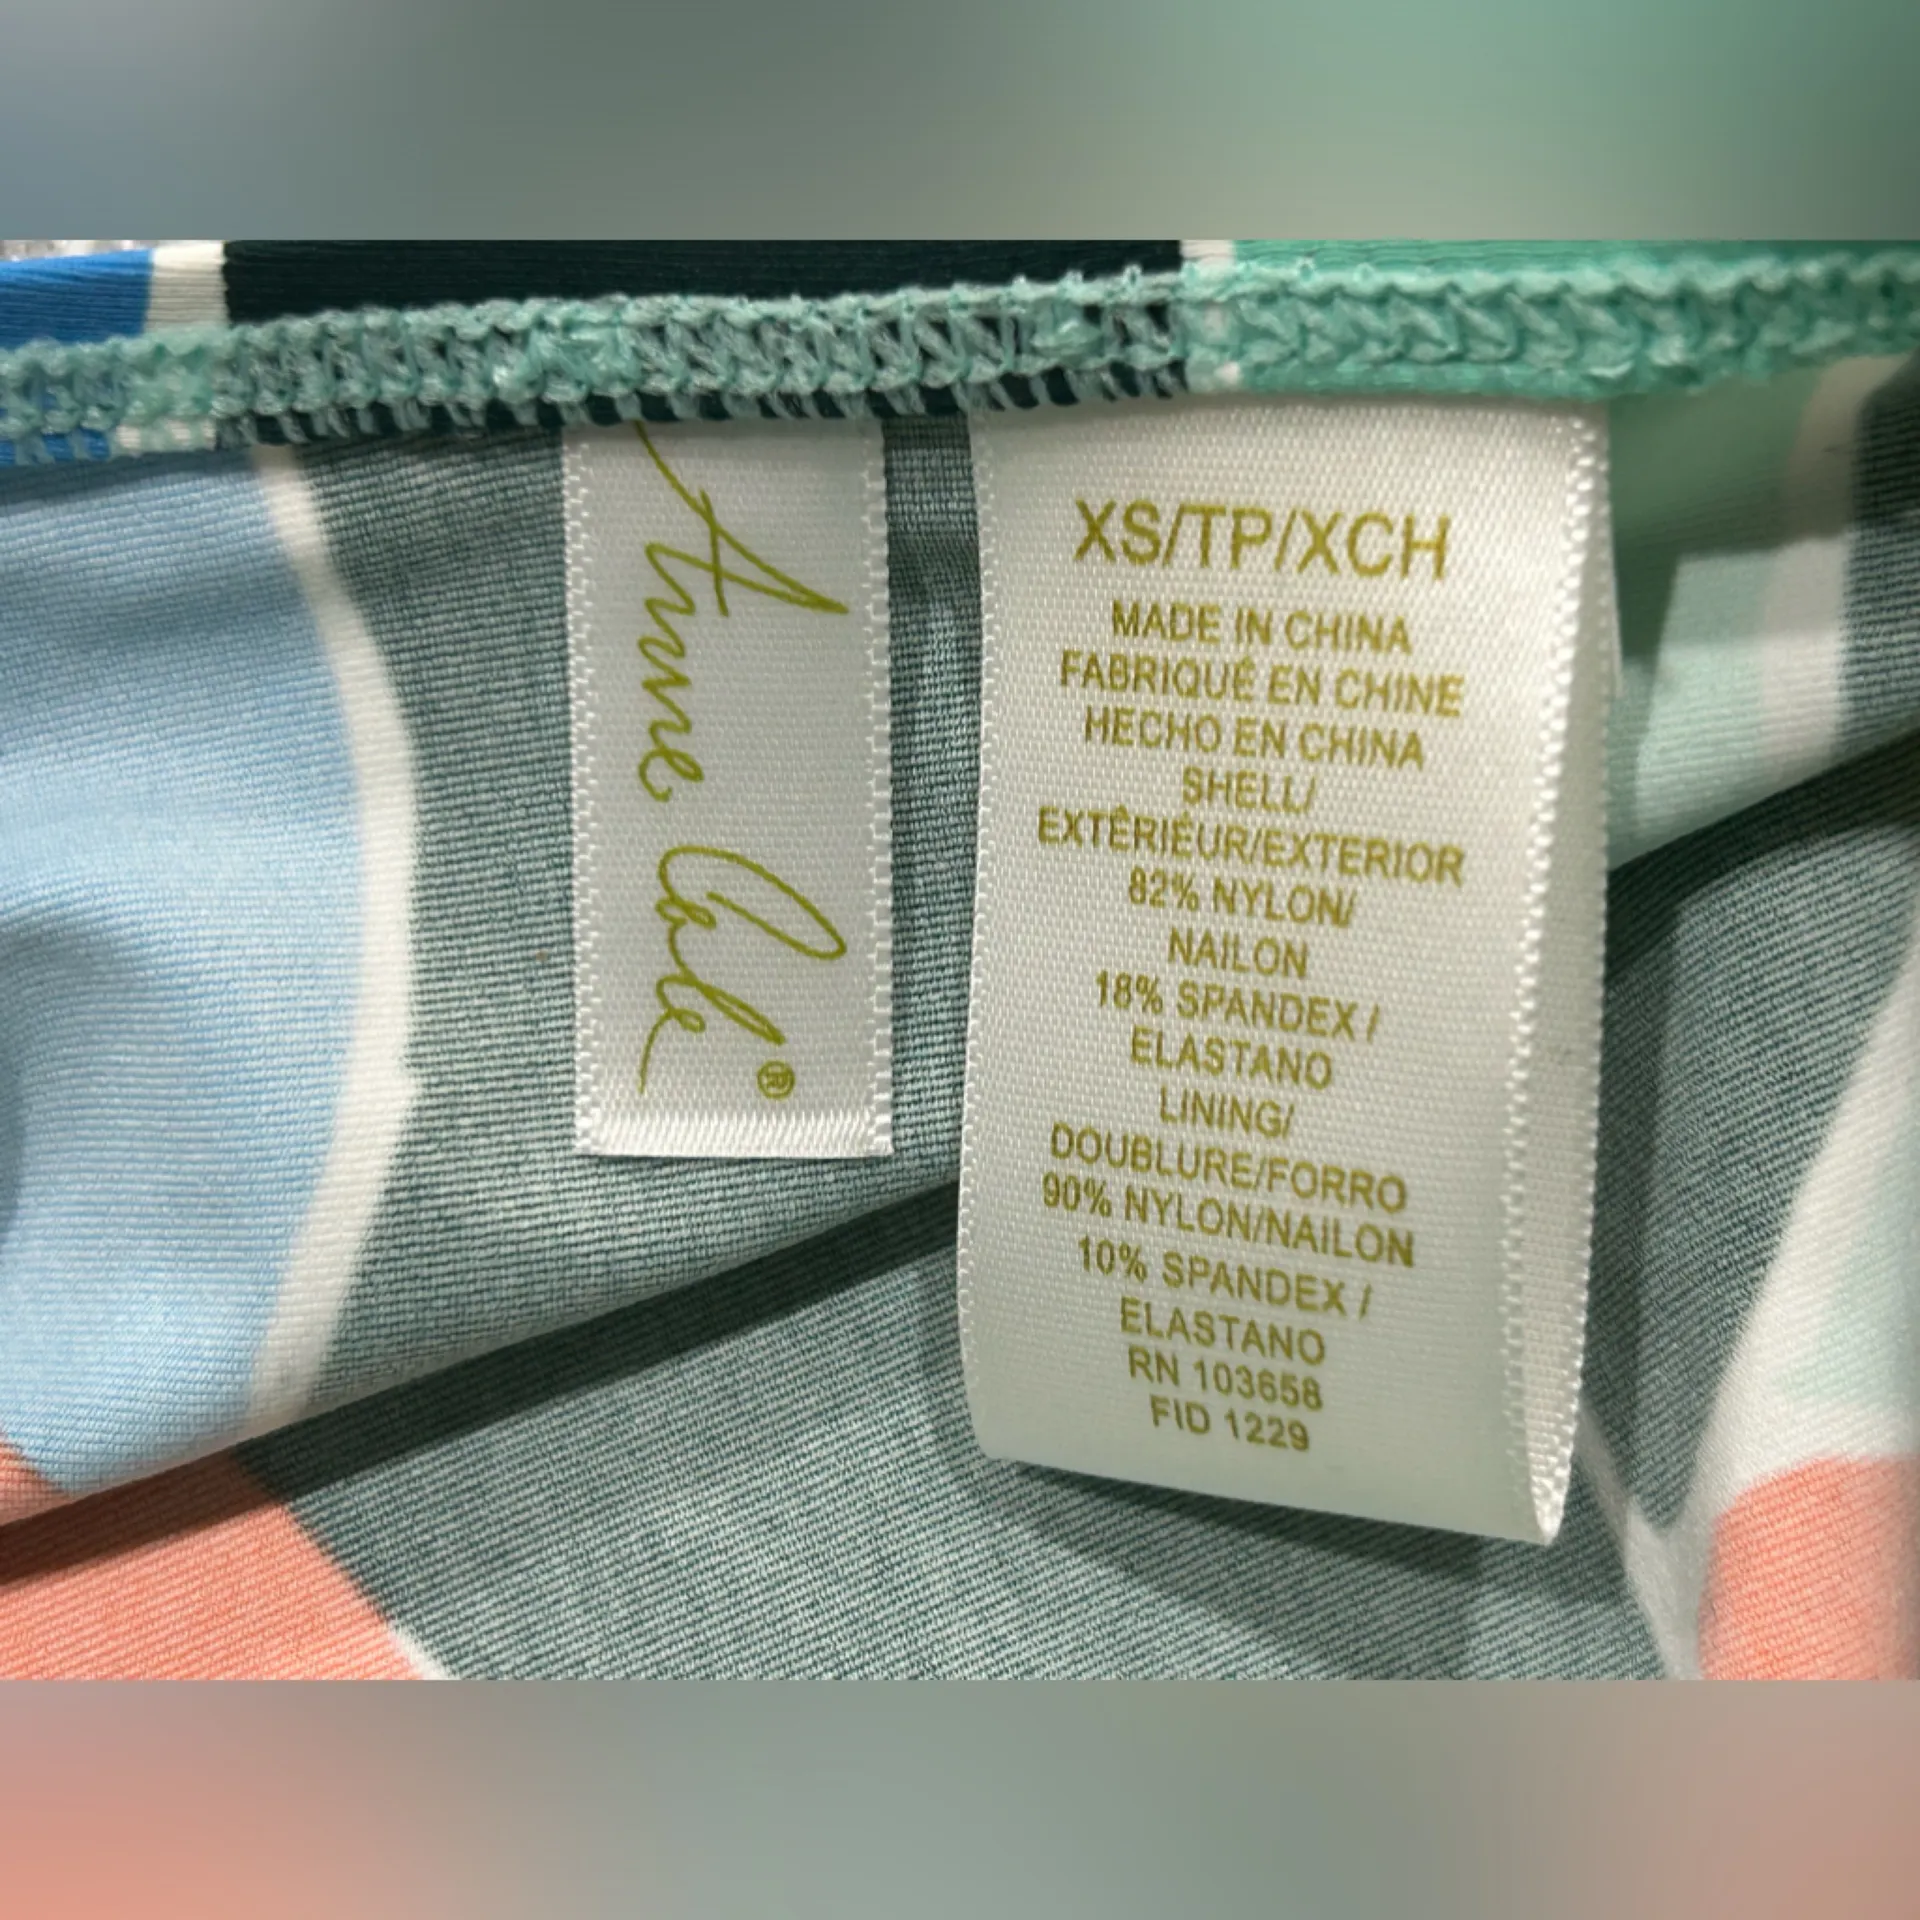 Anne Cole®
XS/TP/XCH
MADE IN CHINA
FABRIQUÉ EN CHINE
HECHO EN CHINA
SHELL/
EXTÉRIEUR/EXTERIOR
82% NYLON/
NAILON
18% SPANDEX /
ELASTANO
LINING/
DOUBLURE/FORRO
90% NYLON/NAILON
10% SPANDEX /
ELASTANO
RN 103658
FID 1229